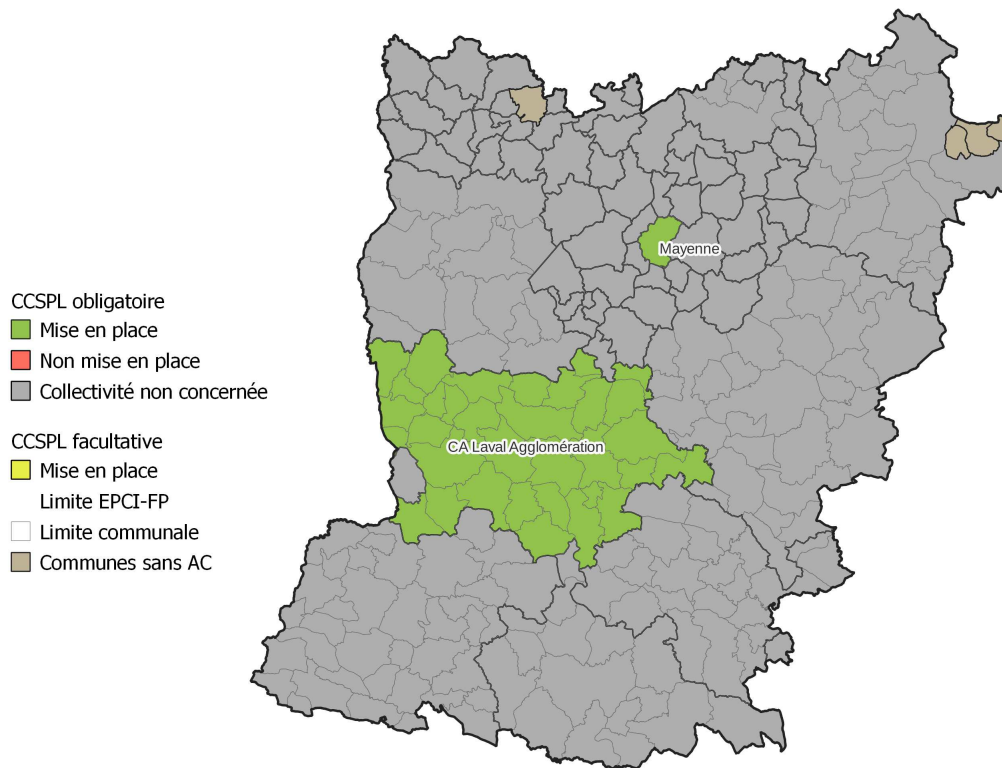 CCSPL obligatoire
Mise en place
Non mise en place
Collectivité non concernée
CCSPL facultative
Mise en place
Limite EPCI-FP
Limite communale
Communes sans AC
Mayenne
CA Laval Agglomération